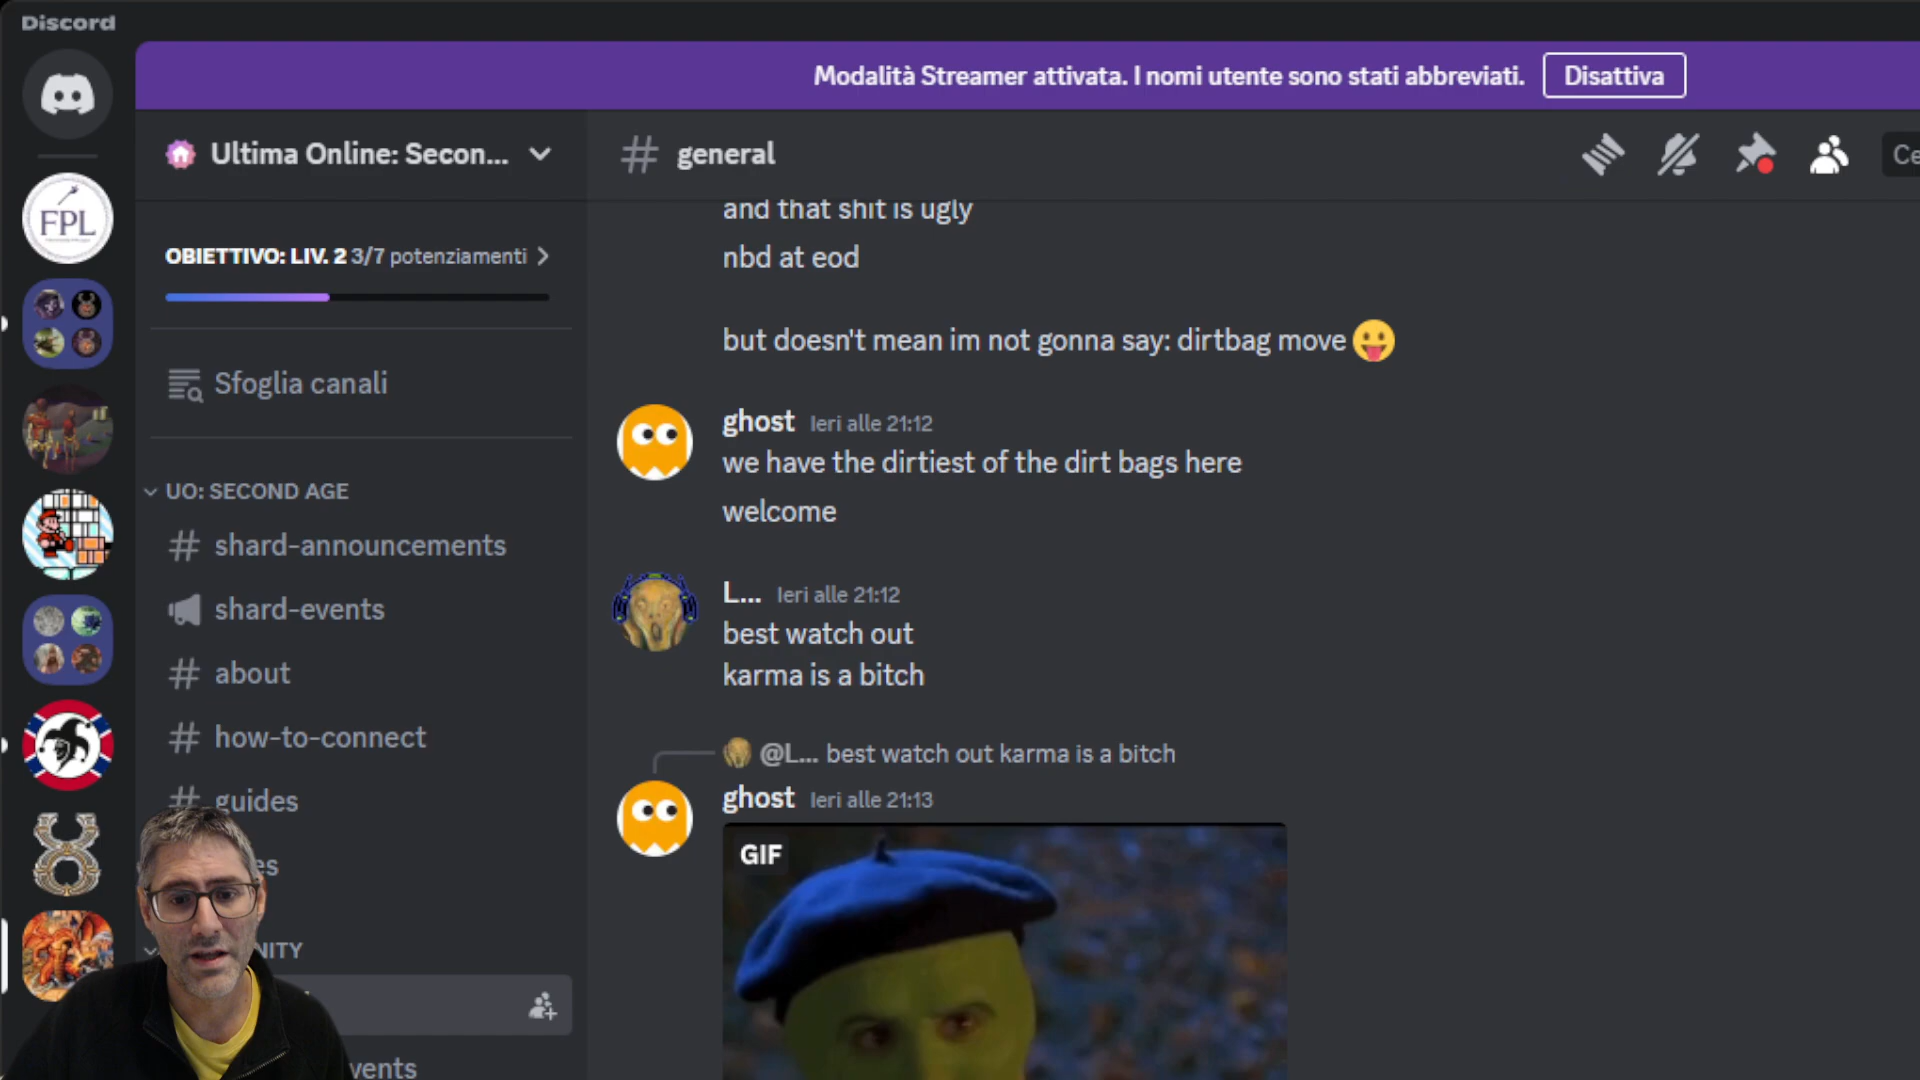 Discord
Modalità Streamer attivata. I nomi utente sono stati abbreviati.
Disattiva
Ultima Online: Secon...
general
Ce
FPL
OBIETTIVO: LIV. 2 3/7 potenziamenti
Sfoglia canali
UO: SECOND AGE
shard-announcements
shard-events
about
how-to-connect
guides
es
NITY
vents
and that shit is ugly
nbd at eod
but doesn't mean im not gonna say: dirtbag move
ghost Ieri alle 21:12
we have the dirtiest of the dirt bags here
welcome
L... Ieri alle 21:12
best watch out
karma is a bitch
@L... best watch out karma is a bitch
ghost Ieri alle 21:13
GIF